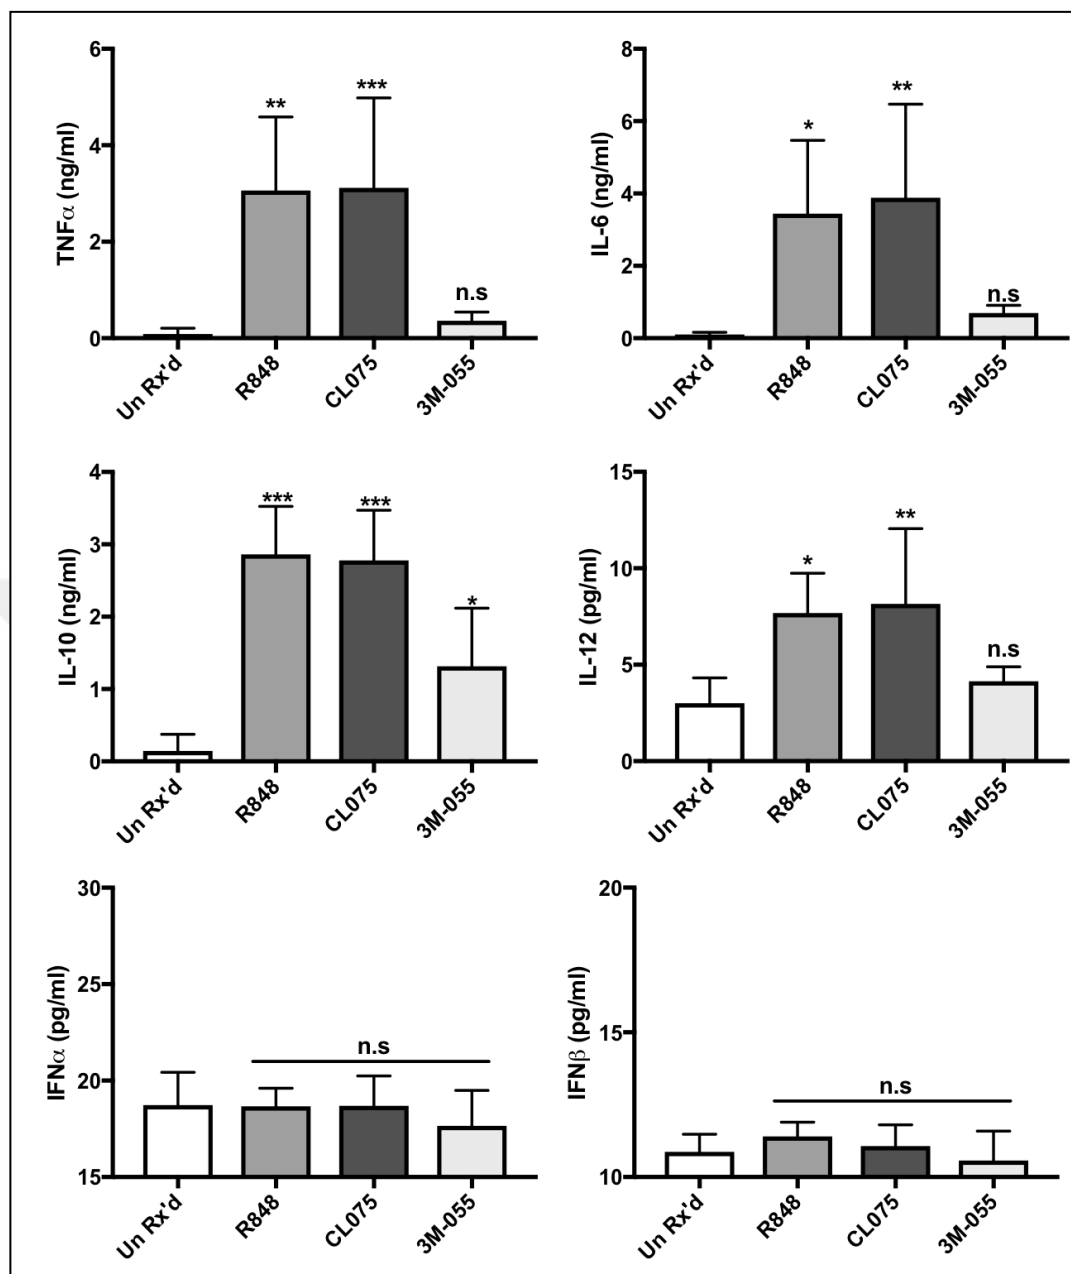 TNFα (ng/ml)
6
4
2
0
**
***
n.s
Un Rx'd
R848
CL075
3M-055
IL-6 (ng/ml)
8
6
4
2
0
*
**
n.s
Un Rx'd
R848
CL075
3M-055
IL-10 (ng/ml)
4
3
2
1
0
***
***
*
Un Rx'd
R848
CL075
3M-055
IL-12 (pg/ml)
15
10
5
0
*
**
n.s
Un Rx'd
R848
CL075
3M-055
IFNα (pg/ml)
30
25
20
15
n.s
Un Rx'd
R848
CL075
3M-055
IFNβ (pg/ml)
20
15
10
n.s
Un Rx'd
R848
CL075
3M-055